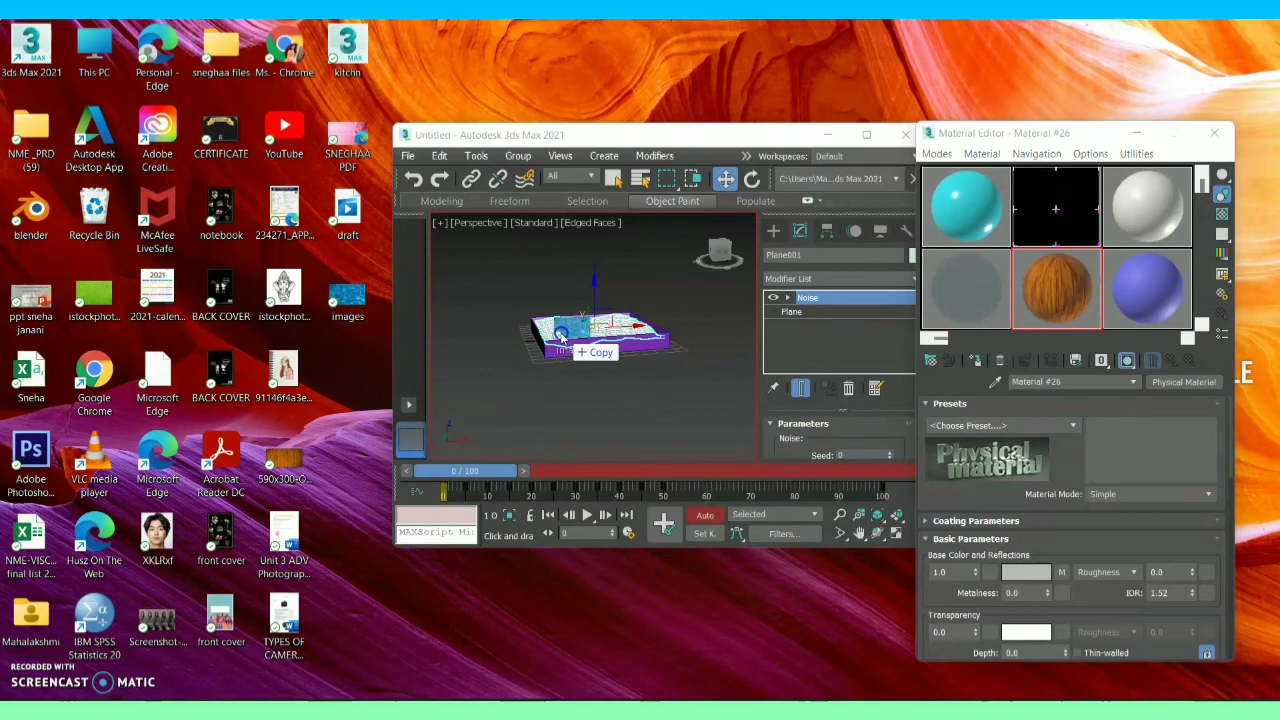 3ds Max 2021
This PC
Personal -
Edge
sneghaa files
Ms. - Chrome
kitchn
NME _PRD
(59)
Autodesk
Desktop App
Adobe
Creati...
CERTIFICATE
YouTube
SNEGHAA
PDF
blender
Recycle Bin
McAfee
LiveSafe
notebook
234271_APP...
draft
ppt sneha
janani
istockphot...
2021-calen...
BACK COVER
istockphot...
images
Sneha
Google
Chrome
Microsoft
Edge
BACK COVER
91146f4a3e...
Adobe
Photosho...
VLC media
player
Microsoft
Edge
Acrobat
Reader DC
590x300-O...
NME-VISC...
final list 2...
Husz On The
Web
XKLRxf
front cover
Unit 3 ADV
Photograp...
Mahalakshmi
IBM SPSS
Statistics 20
Screenshot-...
front cover
TYPES OF
CAMER...
RECORDED WITH
SCREENCAST MATIC
Untitled - Autodesk 3ds Max 2021
File Edit Tools Group Views Create Modifiers Workspaces: Default
All C:\Us...ds Max 2021
Modeling Freeform Selection Object Paint Populate
[+] [Perspective ] [Standard ] [Edged Faces ]
+ Copy
Plane001
Modifier List
Noise
Plane
Parameters
Noise:
Seed: 0
0 / 100
0 10 20 30 40 50 60 70 80 90 100
Auto Selected
Set K. Filters...
MAXScript Mi
Click and dra
Material Editor - Material #26
Modes Material Navigation Options Utilities
Material #26 Physical Material
Presets
<Choose Preset....>
Physical
material
Material Mode: Simple
Coating Parameters
Basic Parameters
Base Color and Reflections
1.0 M Roughness 0.0
Metalness: 0.0 IOR: 1.52
Transparency
0.0 Roughness 0.0
Depth: 0.0 Thin-walled
LE